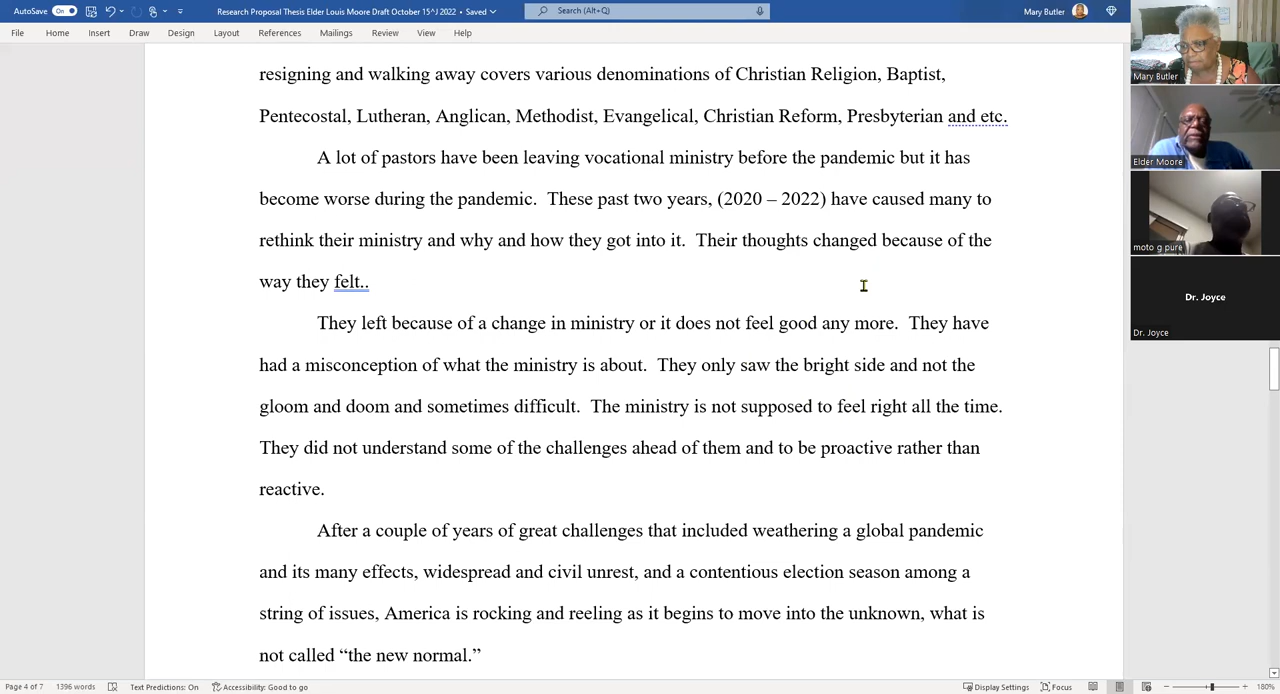 AutoSave On Research Proposal Thesis Elder Louis Moore Draft October 15^J 2022 • Saved Search (Alt+Q) Mary Butler
File Home Insert Draw Design Layout References Mailings Review View Help
resigning and walking away covers various denominations of Christian Religion, Baptist,
Pentecostal, Lutheran, Anglican, Methodist, Evangelical, Christian Reform, Presbyterian and etc.
A lot of pastors have been leaving vocational ministry before the pandemic but it has
become worse during the pandemic. These past two years, (2020 – 2022) have caused many to
rethink their ministry and why and how they got into it. Their thoughts changed because of the
way they felt..
They left because of a change in ministry or it does not feel good any more. They have
had a misconception of what the ministry is about. They only saw the bright side and not the
gloom and doom and sometimes difficult. The ministry is not supposed to feel right all the time.
They did not understand some of the challenges ahead of them and to be proactive rather than
reactive.
After a couple of years of great challenges that included weathering a global pandemic
and its many effects, widespread and civil unrest, and a contentious election season among a
string of issues, America is rocking and reeling as it begins to move into the unknown, what is
not called “the new normal.”
Mary Butler
Elder Moore
moto g pure
Dr. Joyce
Dr. Joyce
Page 4 of 7 1396 words Text Predictions: On Accessibility: Good to go Display Settings Focus 180%